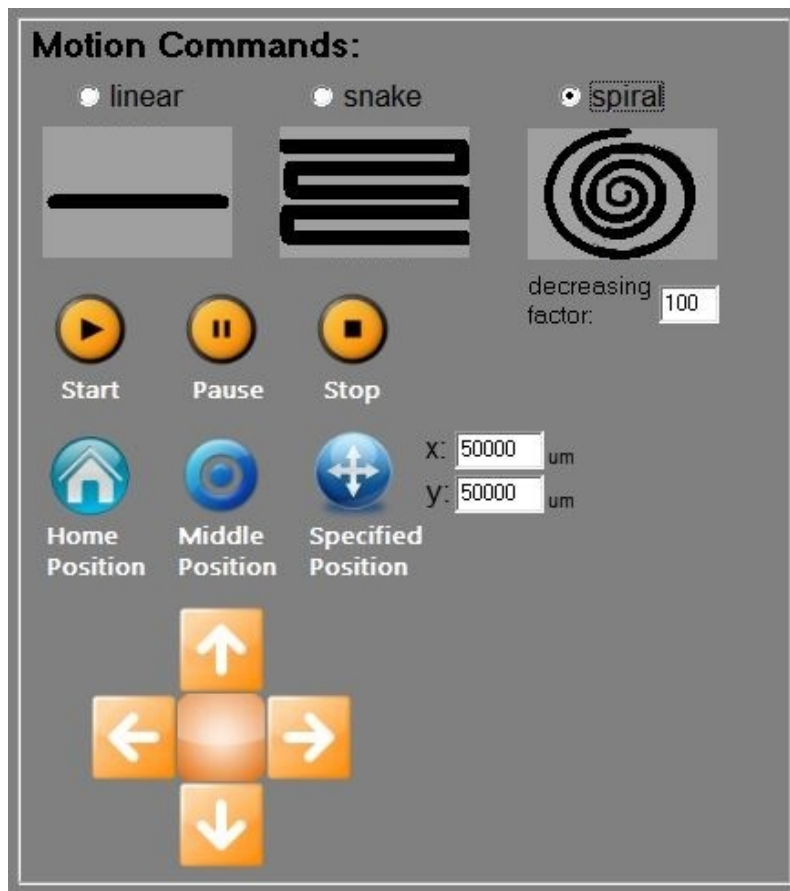 Motion Commands:
linear snake spiral
decreasing
factor: 100
Start Pause Stop
x: 50000 um
y: 50000 um
Home Middle Specified
Position Position Position